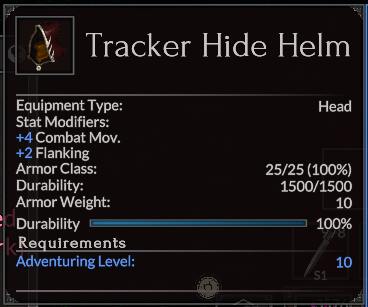 Tracker Hide Helm
Equipment Type: Head
Stat Modifiers:
+4 Combat Mov.
+2 Flanking
Armor Class: 25/25 (100%)
Durability: 1500/1500
Armor Weight: 10
Durability 100%
Requirements
Adventuring Level: 10
S1